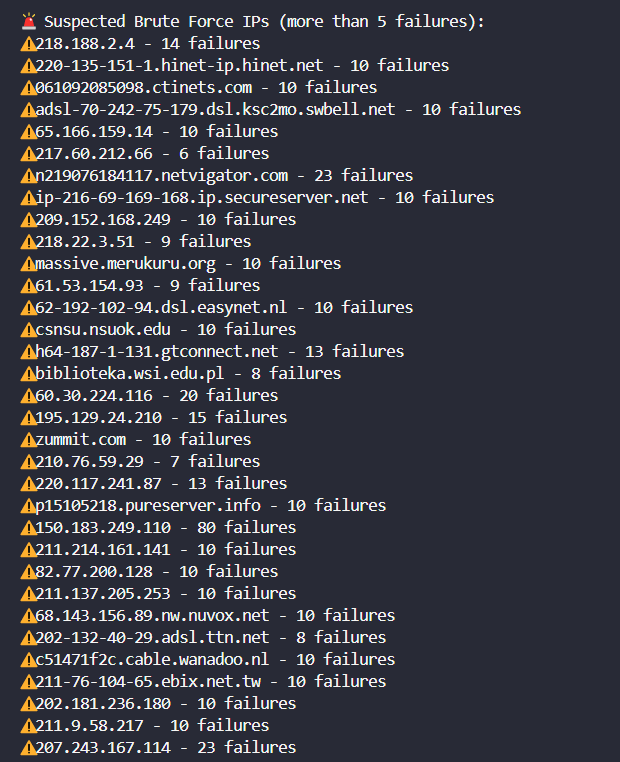 🚨 Suspected Brute Force IPs (more than 5 failures):
⚠️218.188.2.4 - 14 failures
⚠️220-135-151-1.hinet-ip.hinet.net - 10 failures
⚠️061092085098.ctinets.com - 10 failures
⚠️adsl-70-242-75-179.dsl.ksc2mo.swbell.net - 10 failures
⚠️65.166.159.14 - 10 failures
⚠️217.60.212.66 - 6 failures
⚠️n219076184117.netvigator.com - 23 failures
⚠️ip-216-69-169-168.ip.secureserver.net - 10 failures
⚠️209.152.168.249 - 10 failures
⚠️218.22.3.51 - 9 failures
⚠️massive.merukuru.org - 10 failures
⚠️61.53.154.93 - 9 failures
⚠️62-192-102-94.dsl.easynet.nl - 10 failures
⚠️csnsu.nsuok.edu - 10 failures
⚠️h64-187-1-131.gtconnect.net - 13 failures
⚠️biblioteka.wsi.edu.pl - 8 failures
⚠️60.30.224.116 - 20 failures
⚠️195.129.24.210 - 15 failures
⚠️zummit.com - 10 failures
⚠️210.76.59.29 - 7 failures
⚠️220.117.241.87 - 13 failures
⚠️p15105218.pureserver.info - 10 failures
⚠️150.183.249.110 - 80 failures
⚠️211.214.161.141 - 10 failures
⚠️82.77.200.128 - 10 failures
⚠️211.137.205.253 - 10 failures
⚠️68.143.156.89.nw.nuvox.net - 10 failures
⚠️202-132-40-29.adsl.ttn.net - 8 failures
⚠️c51471f2c.cable.wanadoo.nl - 10 failures
⚠️211-76-104-65.ebix.net.tw - 10 failures
⚠️202.181.236.180 - 10 failures
⚠️211.9.58.217 - 10 failures
⚠️207.243.167.114 - 23 failures